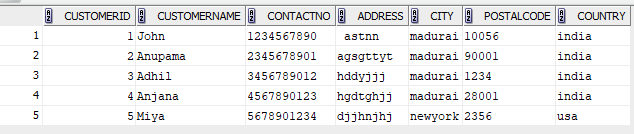 CUSTOMERID CUSTOMERNAME CONTACTNO ADDRESS CITY POSTALCODE COUNTRY
1 1 John 1234567890 astnn madurai 10056 india
2 2 Anupama 2345678901 agsgttyt madurai 90001 india
3 3 Adhil 3456789012 hddyjjj madurai 1234 india
4 4 Anjana 4567890123 hgdtghjj madurai 28001 india
5 5 Miya 5678901234 djjhnjhj newyork 2356 usa